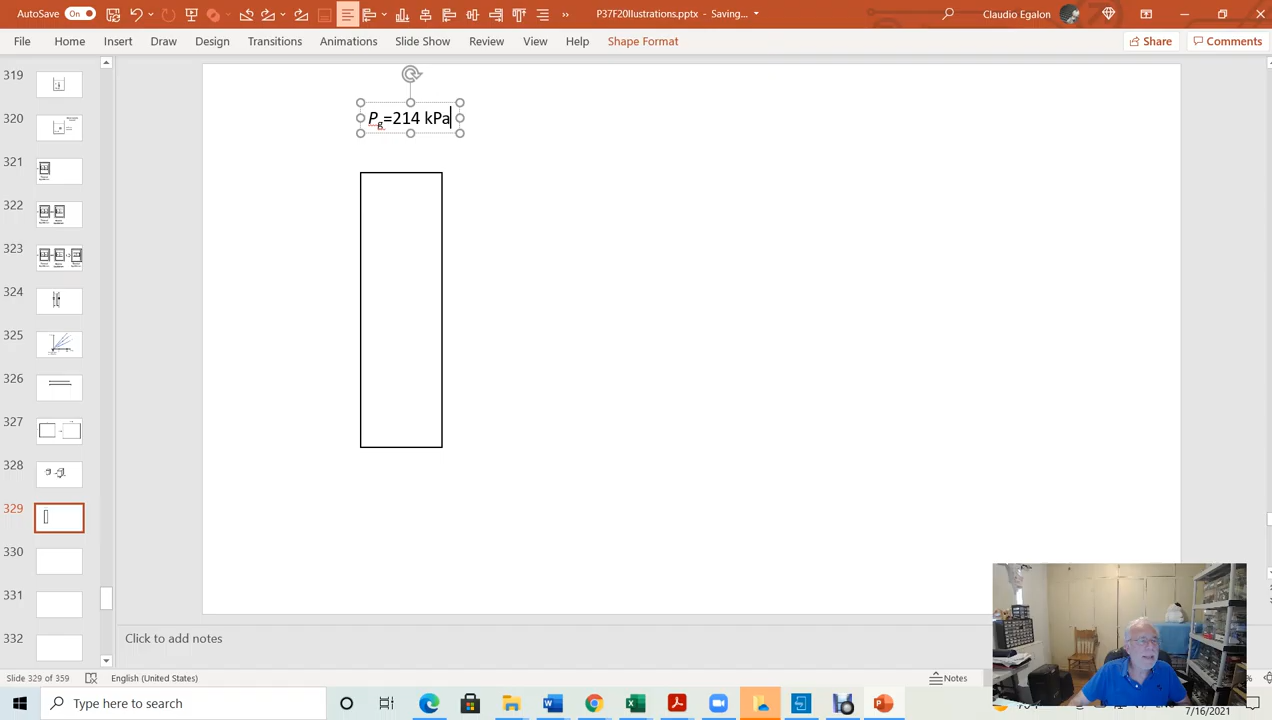 AutoSave On P37F20Ilustrations.pptx - Saving... Claudio Egalon
File Home Insert Draw Design Transitions Animations Slide Show Review View Help Shape Format Share Comments
319
320
321
322
323
324
325
326
327
328
329
330
331
332
Pg=214 kPa
Click to add notes
Slide 329 of 359 English (United States) Notes
Type here to search
7/16/2021